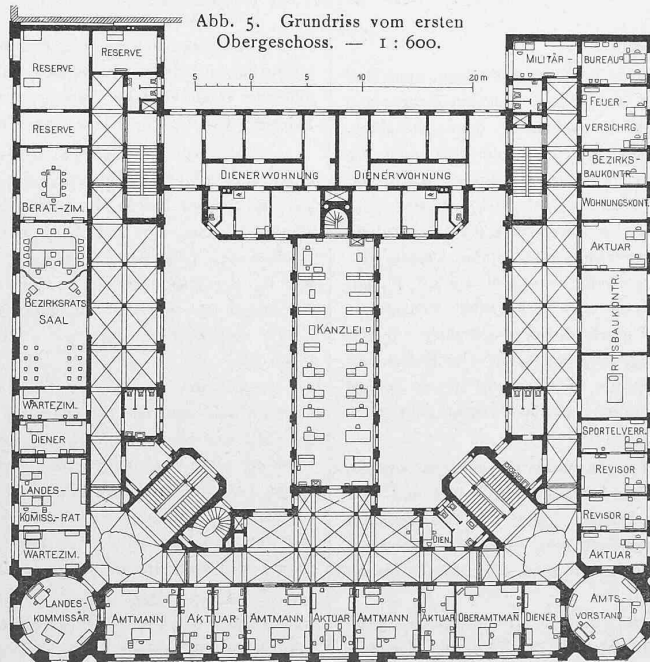 Abb. 5. Grundriss vom ersten
Obergeschoss. — 1 : 600.
5 0 5 10 20 m
RESERVE
RESERVE
RESERVE
BERAT.-ZIM.
BEZIRKSRATS
SAAL
WARTEZIM.
DIENER
LANDES-
KOMISS.-RAT
WARTEZIM.
LANDES-
KOMMISSÄR
DIENERWOHNUNG
DIENERWOHNUNG
KANZLEI
MILITÄR-
BUREAU
FEUER-
VERSICHRG.
BEZIRKS-
BAUKONTR.
WOHNUNGSKONT.
AKTUAR
RTSBAUKONTR.
SPORTELVERR.
REVISOR
REVISOR
AKTUAR
DIEN.
AMTS-
VORSTAND
AMTMANN
AKTUAR
AMTMANN
AKTUAR
AMTMANN
AKTUAR
OBERAMTMAN
DIENER